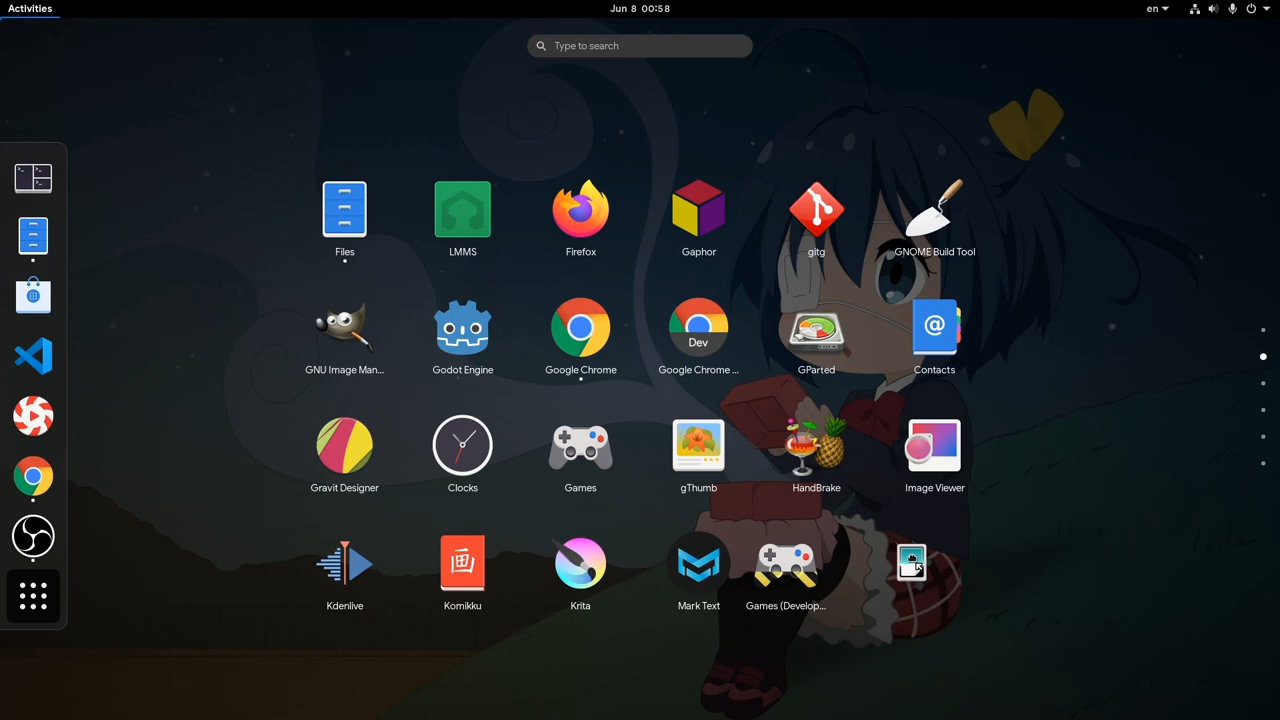 Activities
Jun 8 00:58
en
Type to search
Files
LMMS
Firefox
Gaphor
gitg
GNOME Build Tool
GNU Image Man...
Godot Engine
Google Chrome
Dev
Google Chrome ...
GParted
@
Contacts
Gravit Designer
Clocks
Games
gThumb
HandBrake
Image Viewer
画
Kdenlive
Komikku
Krita
Mark Text
Games (Develop...